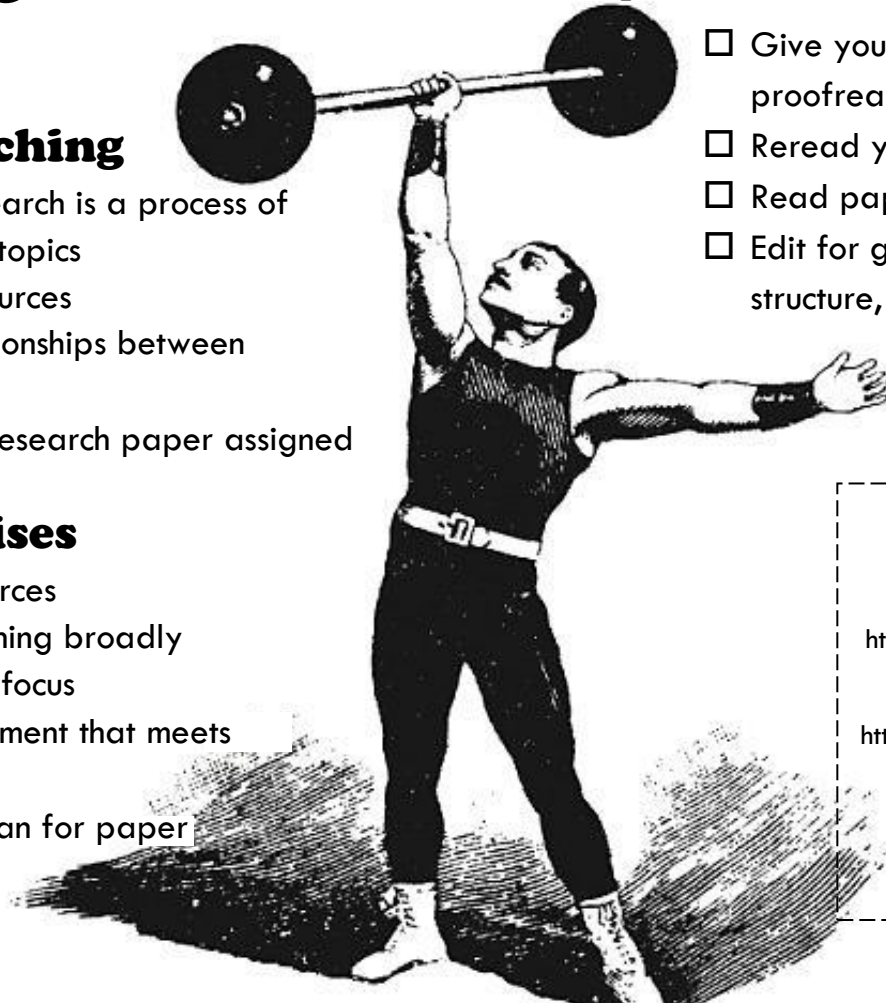 ching
arch is a process of
topics
urces
onships between
esearch paper assigned
ises
rces
ning broadly
focus
ment that meets
an for paper
☐ Give you
proofrea
☐ Reread y
☐ Read pap
☐ Edit for g
structure,
ht
htt